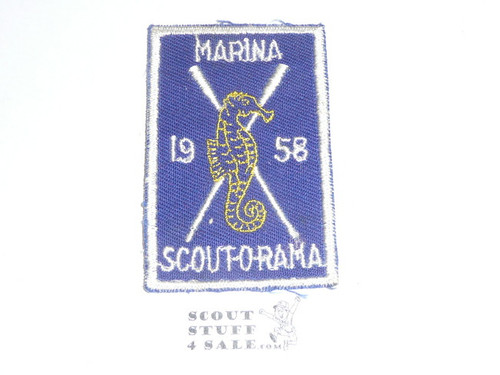 MARINA
19 58
SCOUT-O-RAMA
SCOUT
STUFF
4 SALE.COM